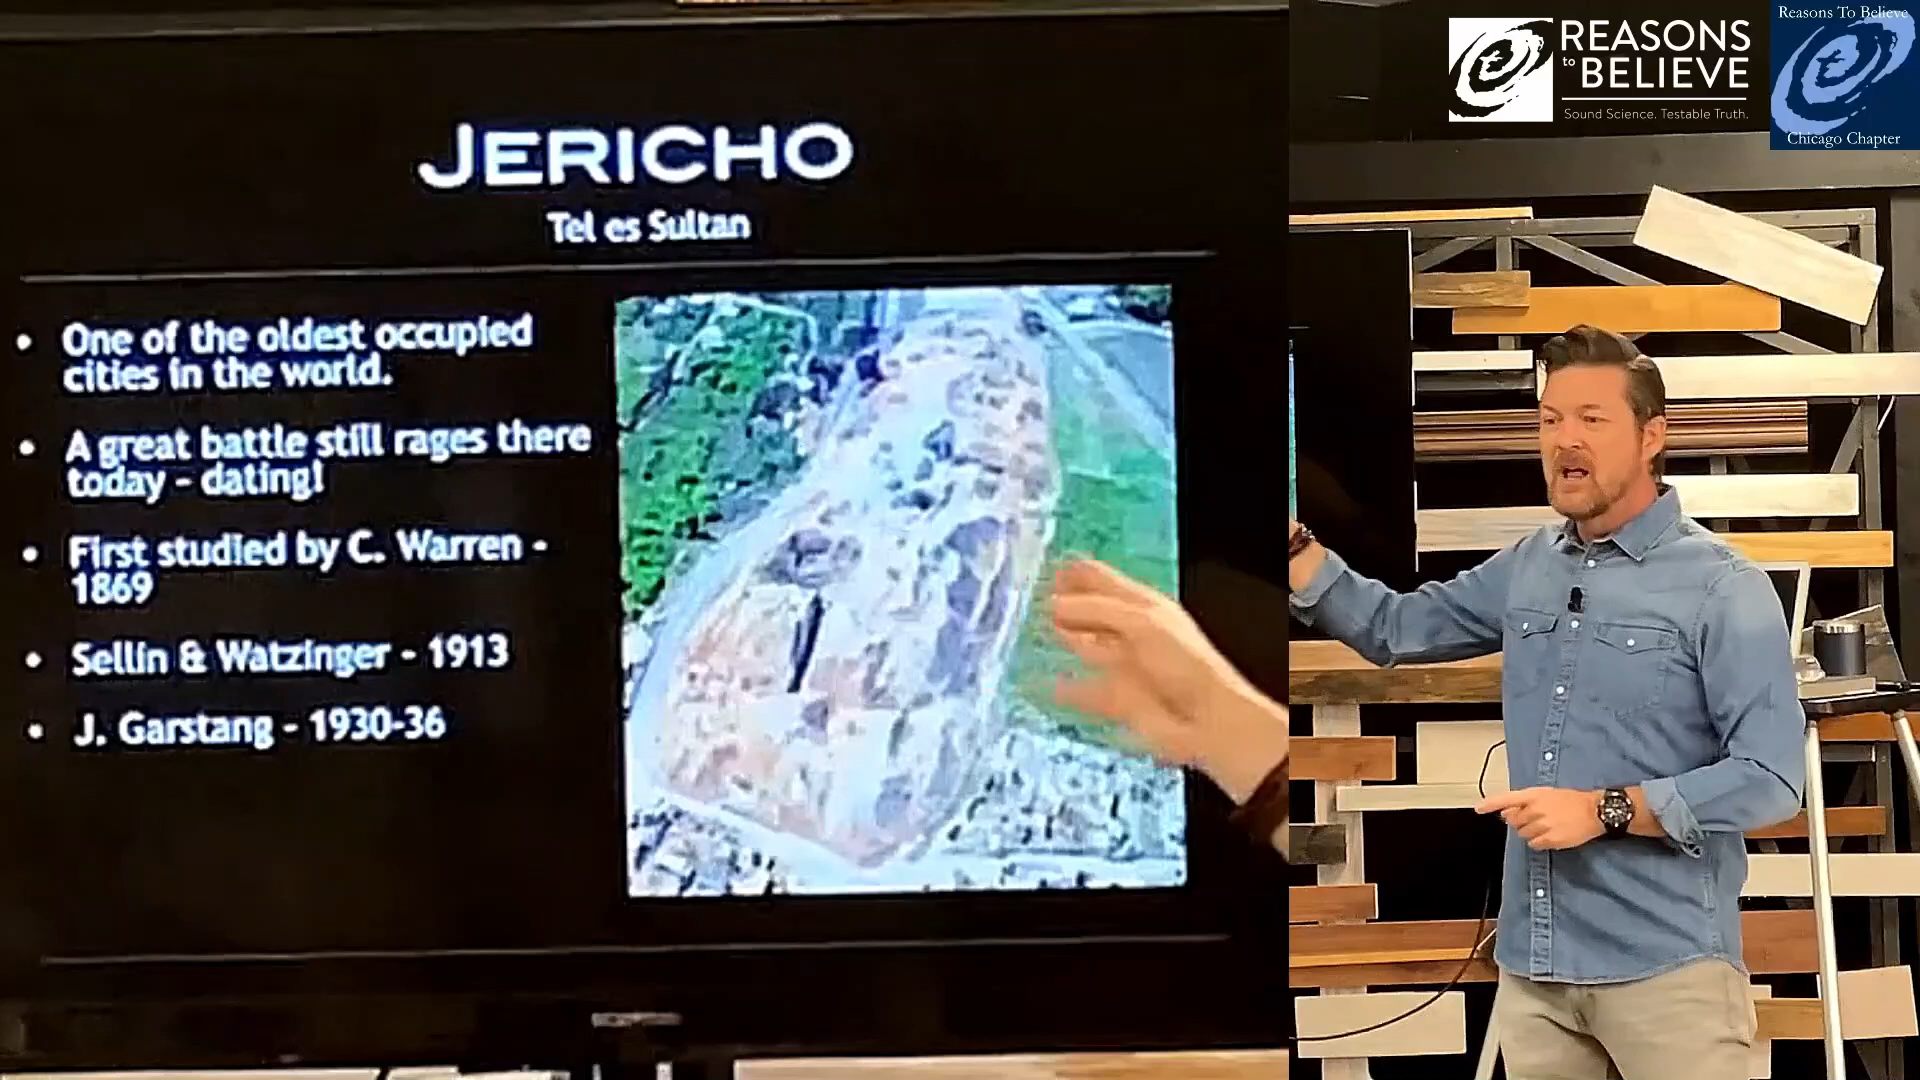 JERICHO
Tel es Sultan
• One of the oldest occupied
cities in the world.
• A great battle still rages there
today - dating!
• First studied by C. Warren -
1869
• Sellin & Watzinger - 1913
• J. Garstang - 1930-36
REASONS
to BELIEVE
Sound Science. Testable Truth.
Reasons To Believe
Chicago Chapter